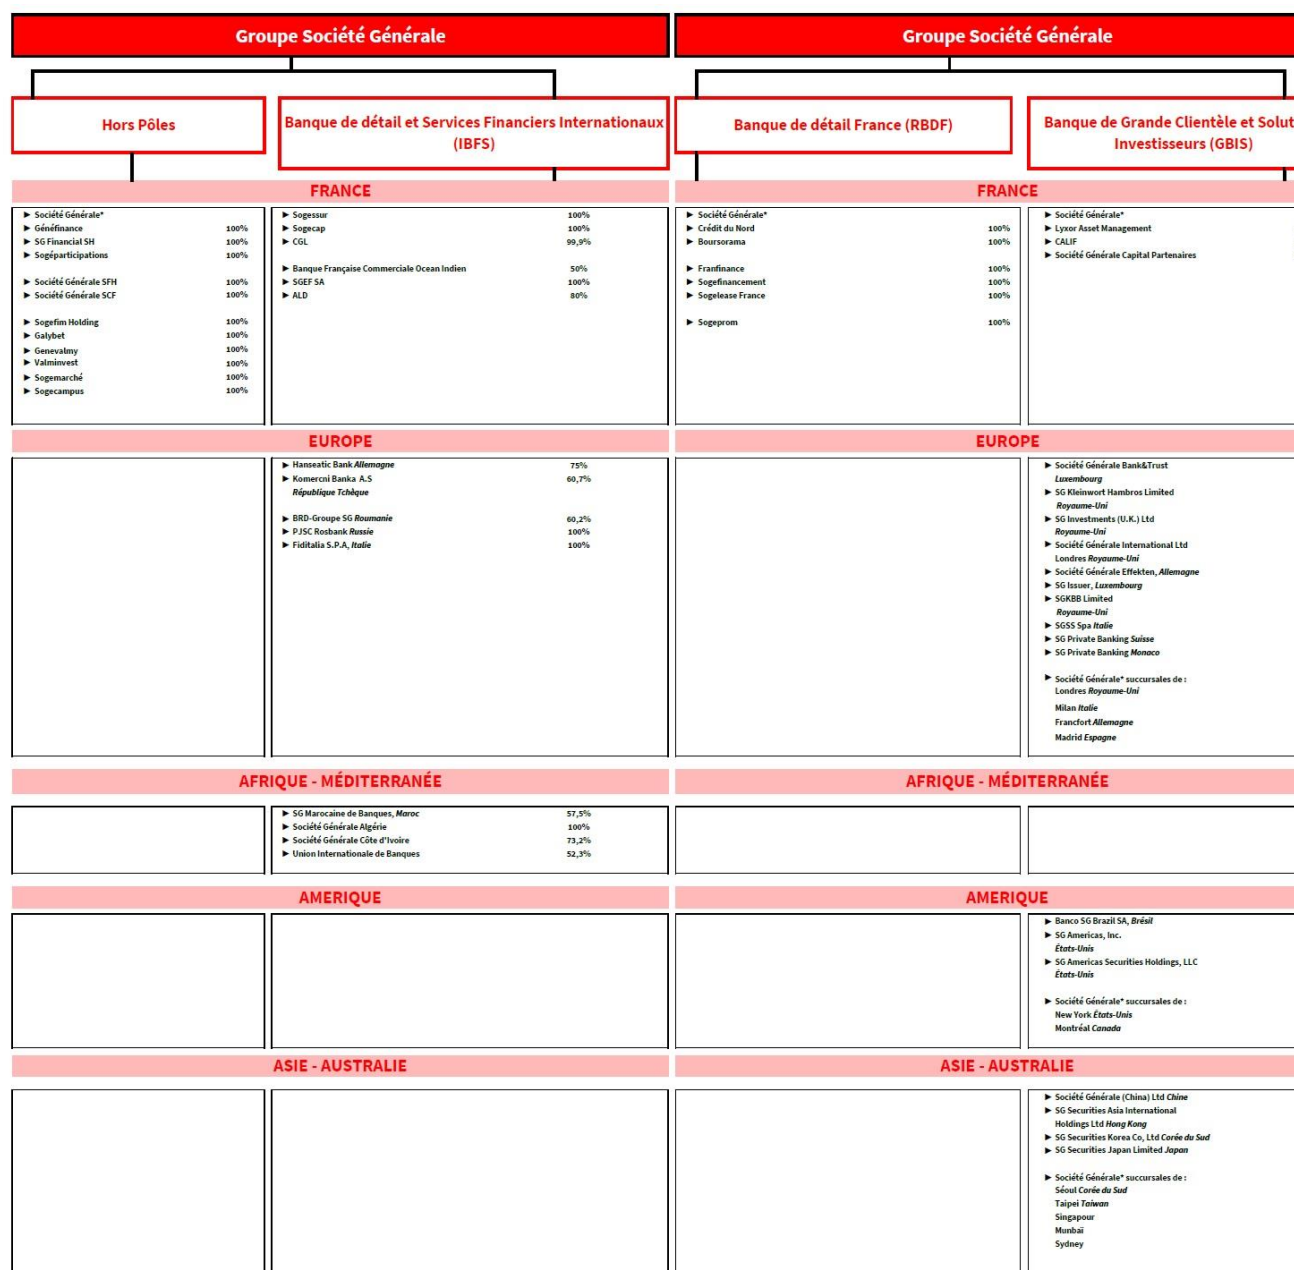 Groupe Société Générale
Hors Pôles
Banque de détail et Services Financiers Internationaux
(IBFS)
FRANCE
► Société Générale*
► Généfinance 100%
► SG Financial SH 100%
► Sogéparticipations 100%
► Société Générale SFH 100%
► Société Générale SCF 100%
► Sogefim Holding 100%
► Galybet 100%
► Genevalmy 100%
► Valminvest 100%
► Sogemarché 100%
► Sogecampus 100%
► Sogessur 100%
► Sogecap 100%
► CGL 99,9%
► Banque Française Commerciale Ocean Indien 50%
► SGEF SA 100%
► ALD 80%
EUROPE
► Hanseatic Bank Allemagne 75%
► Komercni Banka A.S 60,7%
République Tchèque
► BRD-Groupe SG Roumanie 60,2%
► PJSC Rosbank Russie 100%
► Fiditalia S.P.A, Italie 100%
AFRIQUE - MÉDITERRANÉE
► SG Marocaine de Banques, Maroc 57,5%
► Société Générale Algérie 100%
► Société Générale Côte d'Ivoire 73,2%
► Union Internationale de Banques 52,3%
AMERIQUE
ASIE - AUSTRALIE
Groupe Société Générale
Banque de détail France (RBDF)
Banque de Grande Clientèle et Solut
Investisseurs (GBIS)
FRANCE
► Société Générale*
► Crédit du Nord 100%
► Boursorama 100%
► Franfinance 100%
► Sogefinancement 100%
► Sogelease France 100%
► Sogeprom 100%
► Société Générale*
► Lyxor Asset Management
► CALIF
► Société Générale Capital Partenaires
EUROPE
► Société Générale Bank&Trust
Luxembourg
► SG Kleinwort Hambros Limited
Royaume-Uni
► SG Investments (U.K.) Ltd
Royaume-Uni
► Société Générale International Ltd
Londres Royaume-Uni
► Société Générale Effekten, Allemagne
► SG Issuer, Luxembourg
► SGKBB Limited
Royaume-Uni
► SGSS Spa Italie
► SG Private Banking Suisse
► SG Private Banking Monaco
► Société Générale* succursales de :
Londres Royaume-Uni
Milan Italie
Francfort Allemagne
Madrid Espagne
AFRIQUE - MÉDITERRANÉE
AMERIQUE
► Banco SG Brazil SA, Brésil
► SG Americas, Inc.
États-Unis
► SG Americas Securities Holdings, LLC
États-Unis
► Société Générale* succursales de :
New York États-Unis
Montréal Canada
ASIE - AUSTRALIE
► Société Générale (China) Ltd Chine
► SG Securities Asia International
Holdings Ltd Hong Kong
► SG Securities Korea Co, Ltd Corée du Sud
► SG Securities Japan Limited Japan
► Société Générale* succursales de :
Séoul Corée du Sud
Taipei Taiwan
Singapour
Munbaï
Sydney